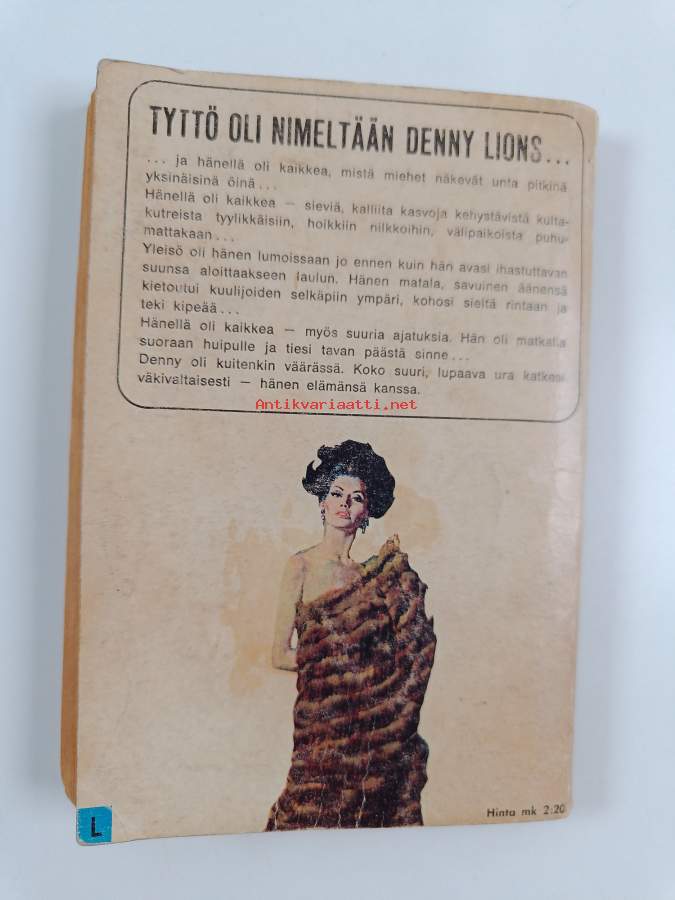 TYTTÖ OLI NIMELTÄÄN DENNY LIONS...
... ja hänellä oli kaikkea, mistä miehet näkevät unta pitkinä
yksinäisinä öinä...
Hänellä oli kaikkea — sieviä, kalliita kasvoja kehystävistä kulta-
kutreista tyylikkäisiin, hoikkiin nilkkoihin, välipaikoista puhu-
mattakaan...
Yleisö oli hänen lumoissaan jo ennen kuin hän avasi ihastuttavan
suunsa aloittaakseen laulun. Hänen matala, savuinen äänensä
kietoutui kuulijoiden selkäpiin ympäri, kohosi sieltä rintaan ja
teki kipeää...
Hänellä oli kaikkea — myös suuria ajatuksia. Hän oli matkalla
suoraan huipulle ja tiesi tavan päästä sinne...
Denny oli kuitenkin väärässä. Koko suuri, lupaava ura katkesi
väkivaltaisesti — hänen elämänsä kanssa.
Antikvariaatti.net
Hinta mk 2:20
L